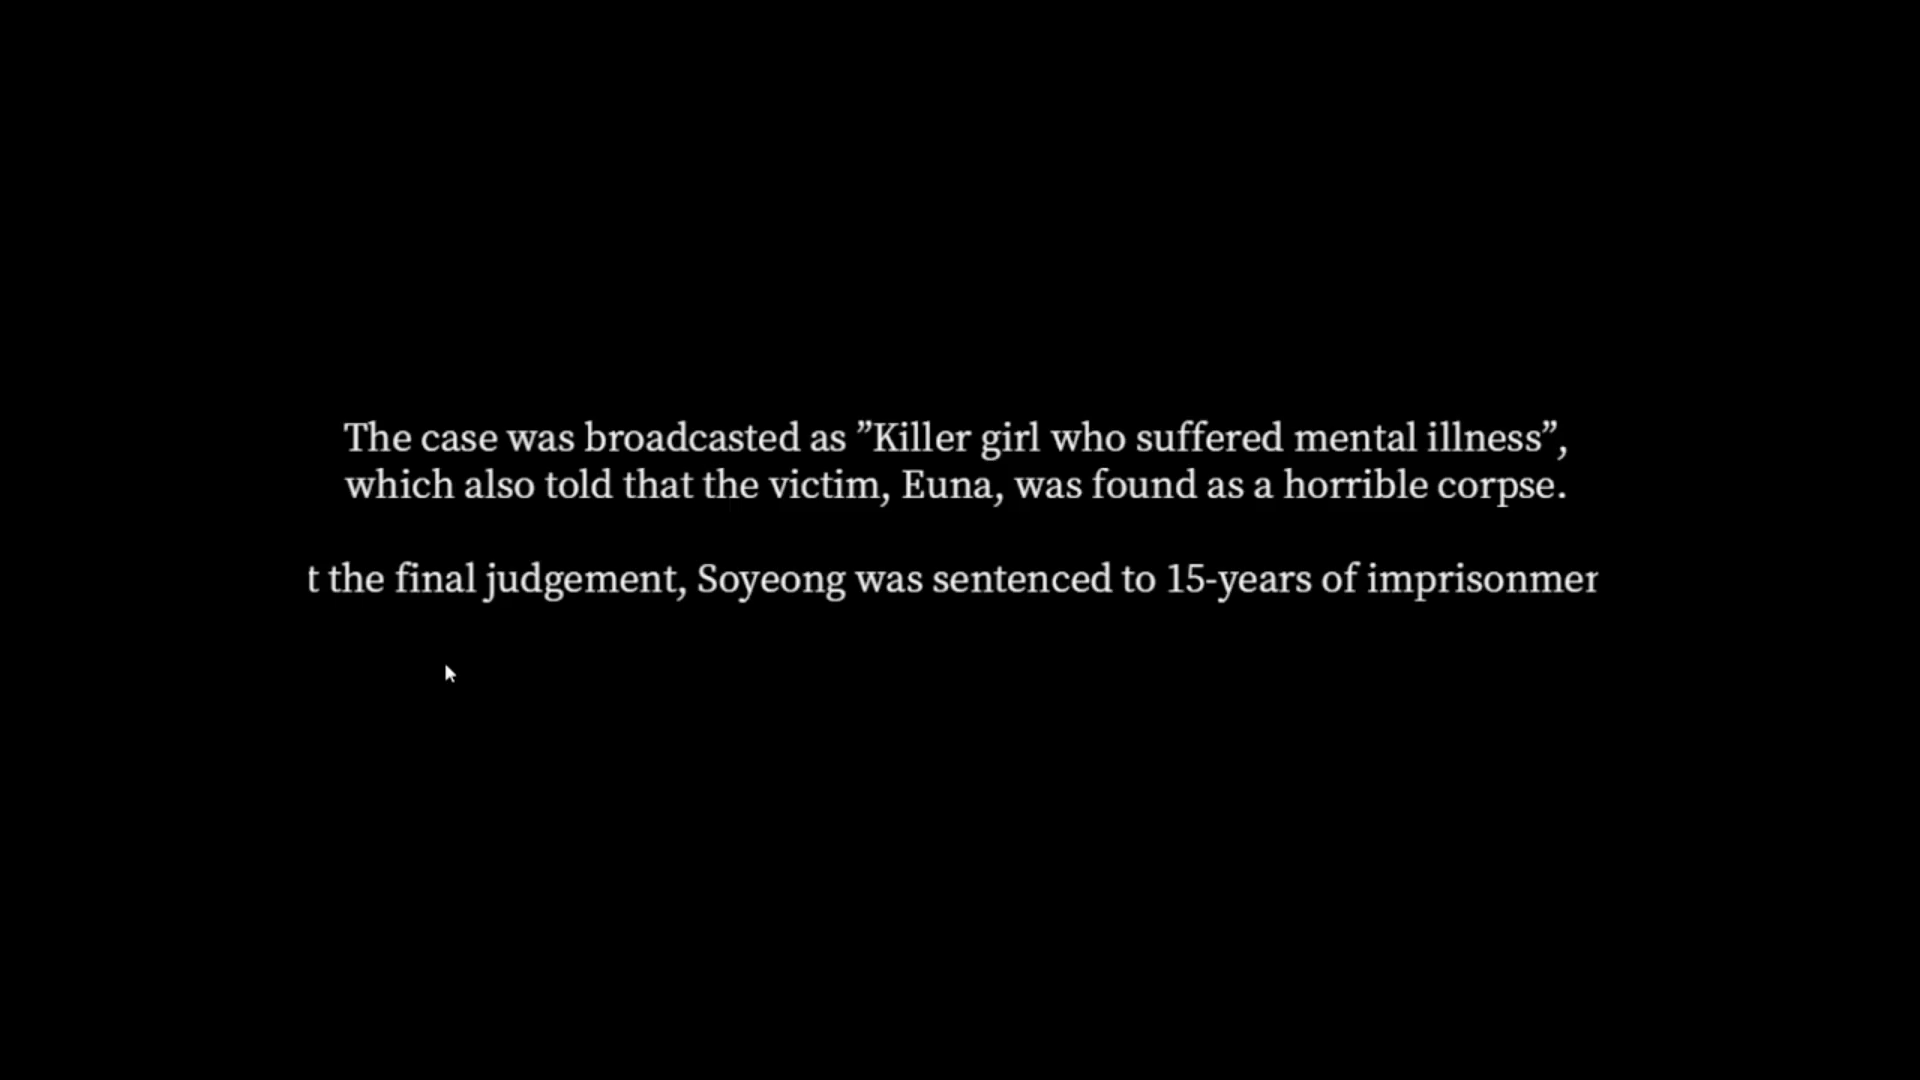 The case was broadcasted as ”Killer girl who suffered mental illness”,
which also told that the victim, Euna, was found as a horrible corpse.
t the final judgement, Soyeong was sentenced to 15-years of imprisonmer